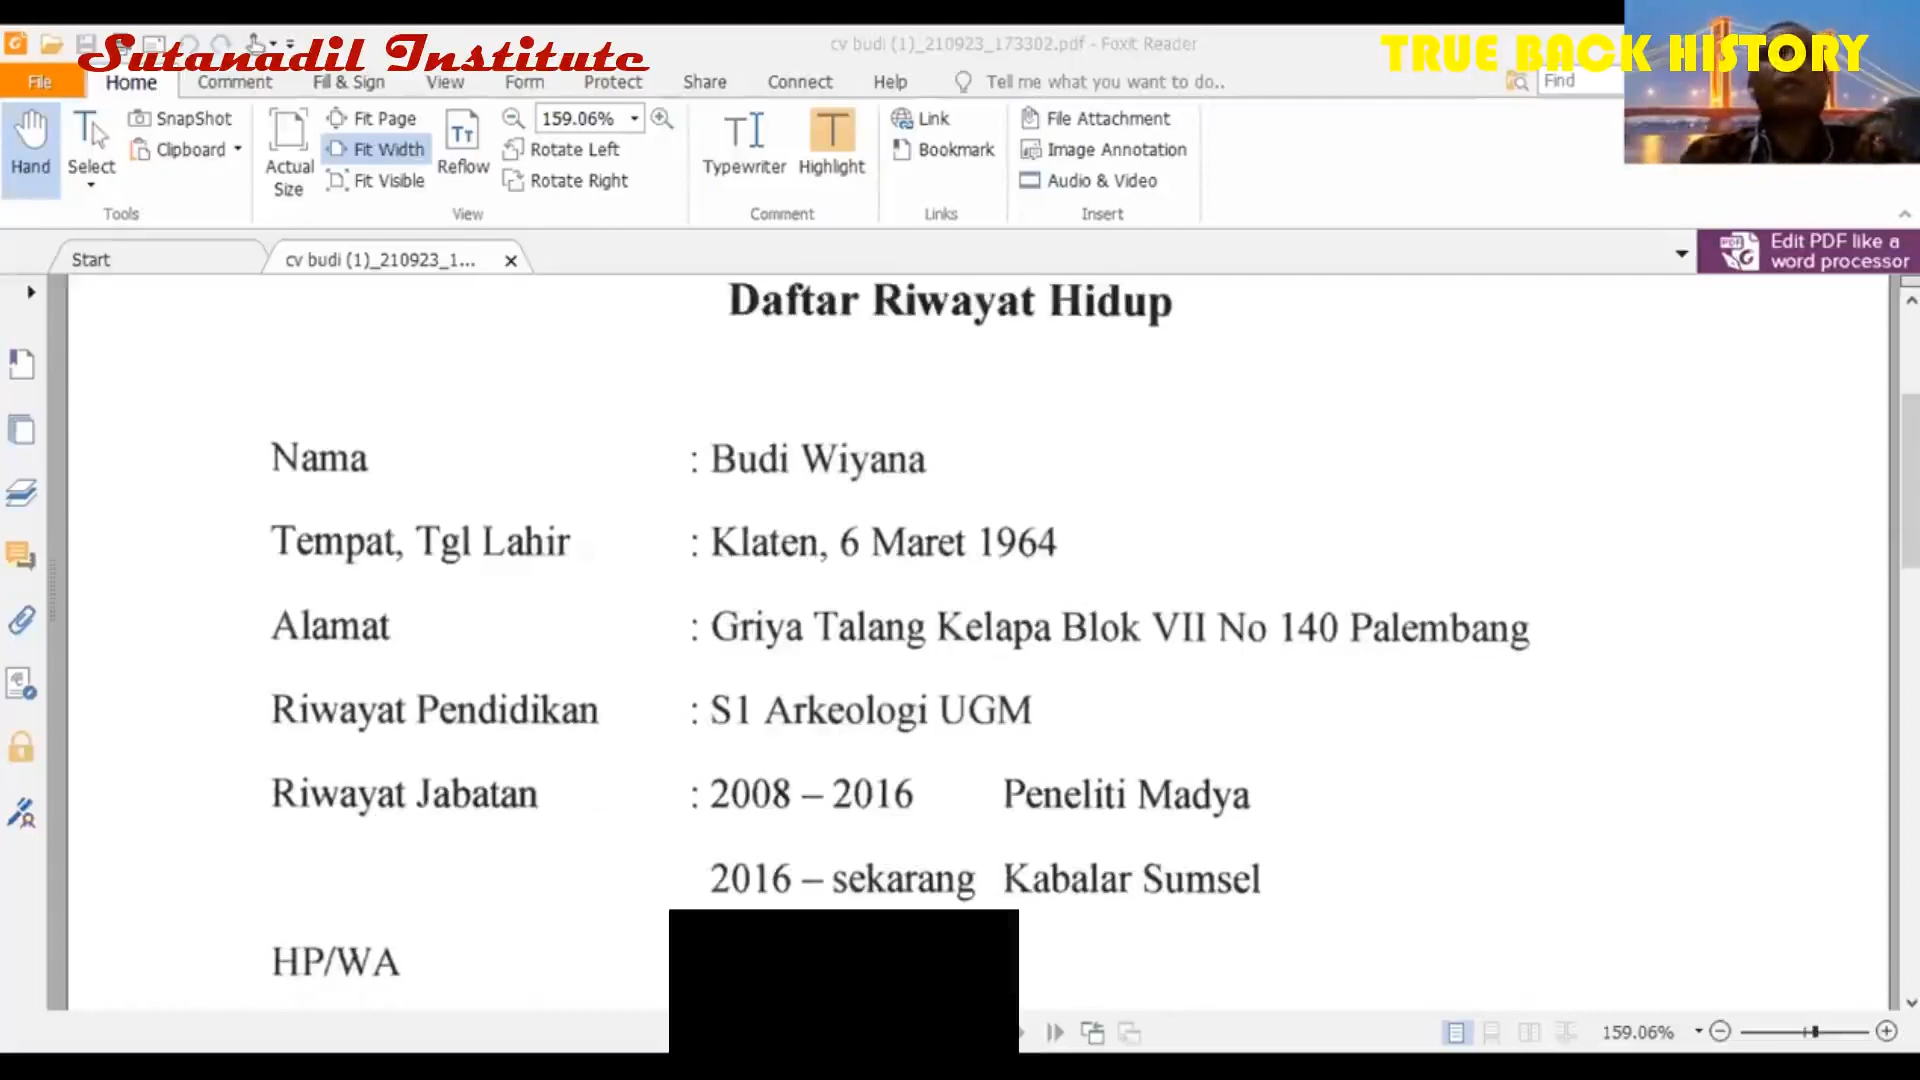 Sutanadil Institute
TRUE BACK HISTORY
cv budi (1)_210923_173302.pdf - Foxit Reader
File Home Comment Fill & Sign View Form Protect Share Connect Help Tell me what you want to do.. Find
Hand
Select
SnapShot
Clipboard
Tools
Actual Size
Fit Page
Fit Width
Fit Visible
Reflow
159.06%
Rotate Left
Rotate Right
View
Typewriter
Highlight
Comment
Link
Bookmark
Links
File Attachment
Image Annotation
Audio & Video
Insert
Start
cv budi (1)_210923_1...
Edit PDF like a
word processor
Daftar Riwayat Hidup
Nama : Budi Wiyana
Tempat, Tgl Lahir : Klaten, 6 Maret 1964
Alamat : Griya Talang Kelapa Blok VII No 140 Palembang
Riwayat Pendidikan : S1 Arkeologi UGM
Riwayat Jabatan : 2008 – 2016 Peneliti Madya
2016 – sekarang Kabalar Sumsel
HP/WA
159.06%